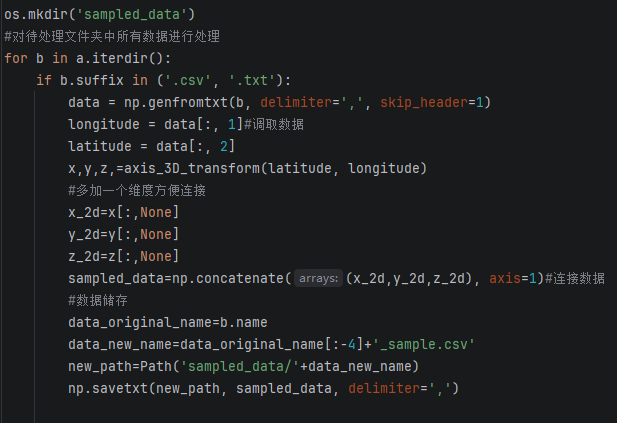 os.mkdir('sampled_data')
#对待处理文件夹中所有数据进行处理
for b in a.iterdir():
    if b.suffix in ('.csv', '.txt'):
        data = np.genfromtxt(b, delimiter=',', skip_header=1)
        longitude = data[:, 1]#调取数据
        latitude = data[:, 2]
        x,y,z,=axis_3D_transform(latitude, longitude)
        #多加一个维度方便连接
        x_2d=x[:,None]
        y_2d=y[:,None]
        z_2d=z[:,None]
        sampled_data=np.concatenate( arrays: (x_2d,y_2d,z_2d), axis=1)#连接数据
        #数据储存
        data_original_name=b.name
        data_new_name=data_original_name[:-4]+'_sample.csv'
        new_path=Path('sampled_data/'+data_new_name)
        np.savetxt(new_path, sampled_data, delimiter=',')